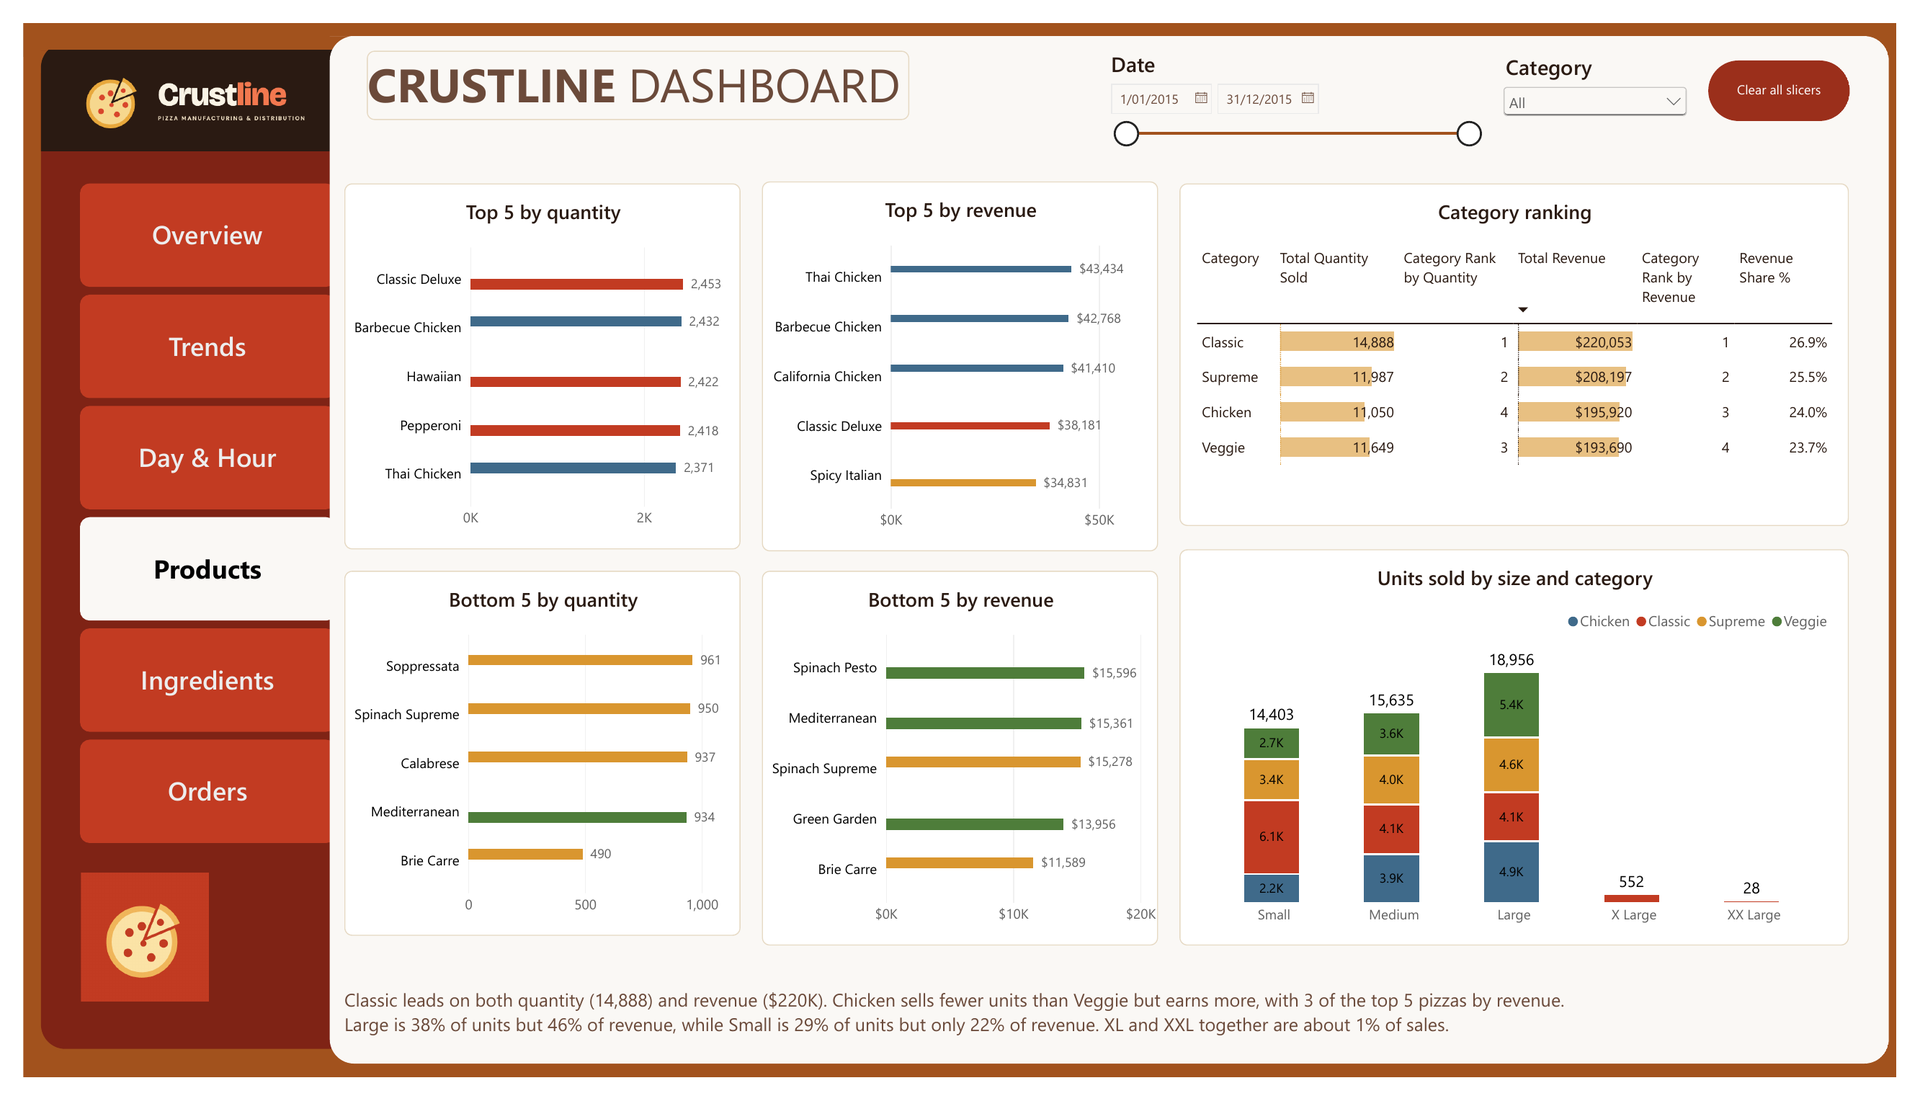 Crustline
PIZZA MANUFACTURING & DISTRIBUTION
CRUSTLINE DASHBOARD
Date
1/01/2015 31/12/2015
Category
All
Clear all slicers
Overview
Trends
Day & Hour
Products
Ingredients
Orders
Top 5 by quantity
Classic Deluxe 2,453
Barbecue Chicken 2,432
Hawaiian 2,422
Pepperoni 2,418
Thai Chicken 2,371
0K 2K
Top 5 by revenue
Thai Chicken $43,434
Barbecue Chicken $42,768
California Chicken $41,410
Classic Deluxe $38,181
Spicy Italian $34,831
$0K $50K
Category ranking
Category Total Quantity Category Rank Total Revenue Category Revenue
Sold by Quantity Rank by Share %
Revenue
Classic 14,888 1 $220,053 1 26.9%
Supreme 11,987 2 $208,197 2 25.5%
Chicken 11,050 4 $195,920 3 24.0%
Veggie 11,649 3 $193,690 4 23.7%
Bottom 5 by quantity
Soppressata 961
Spinach Supreme 950
Calabrese 937
Mediterranean 934
Brie Carre 490
0 500 1,000
Bottom 5 by revenue
Spinach Pesto $15,596
Mediterranean $15,361
Spinach Supreme $15,278
Green Garden $13,956
Brie Carre $11,589
$0K $10K $20K
Units sold by size and category
Chicken Classic Supreme Veggie
14,403 15,635 18,956 552 28
2.7K 3.6K 5.4K
3.4K 4.0K 4.6K
6.1K 4.1K 4.1K
2.2K 3.9K 4.9K
Small Medium Large X Large XX Large
Classic leads on both quantity (14,888) and revenue ($220K). Chicken sells fewer units than Veggie but earns more, with 3 of the top 5 pizzas by revenue.
Large is 38% of units but 46% of revenue, while Small is 29% of units but only 22% of revenue. XL and XXL together are about 1% of sales.